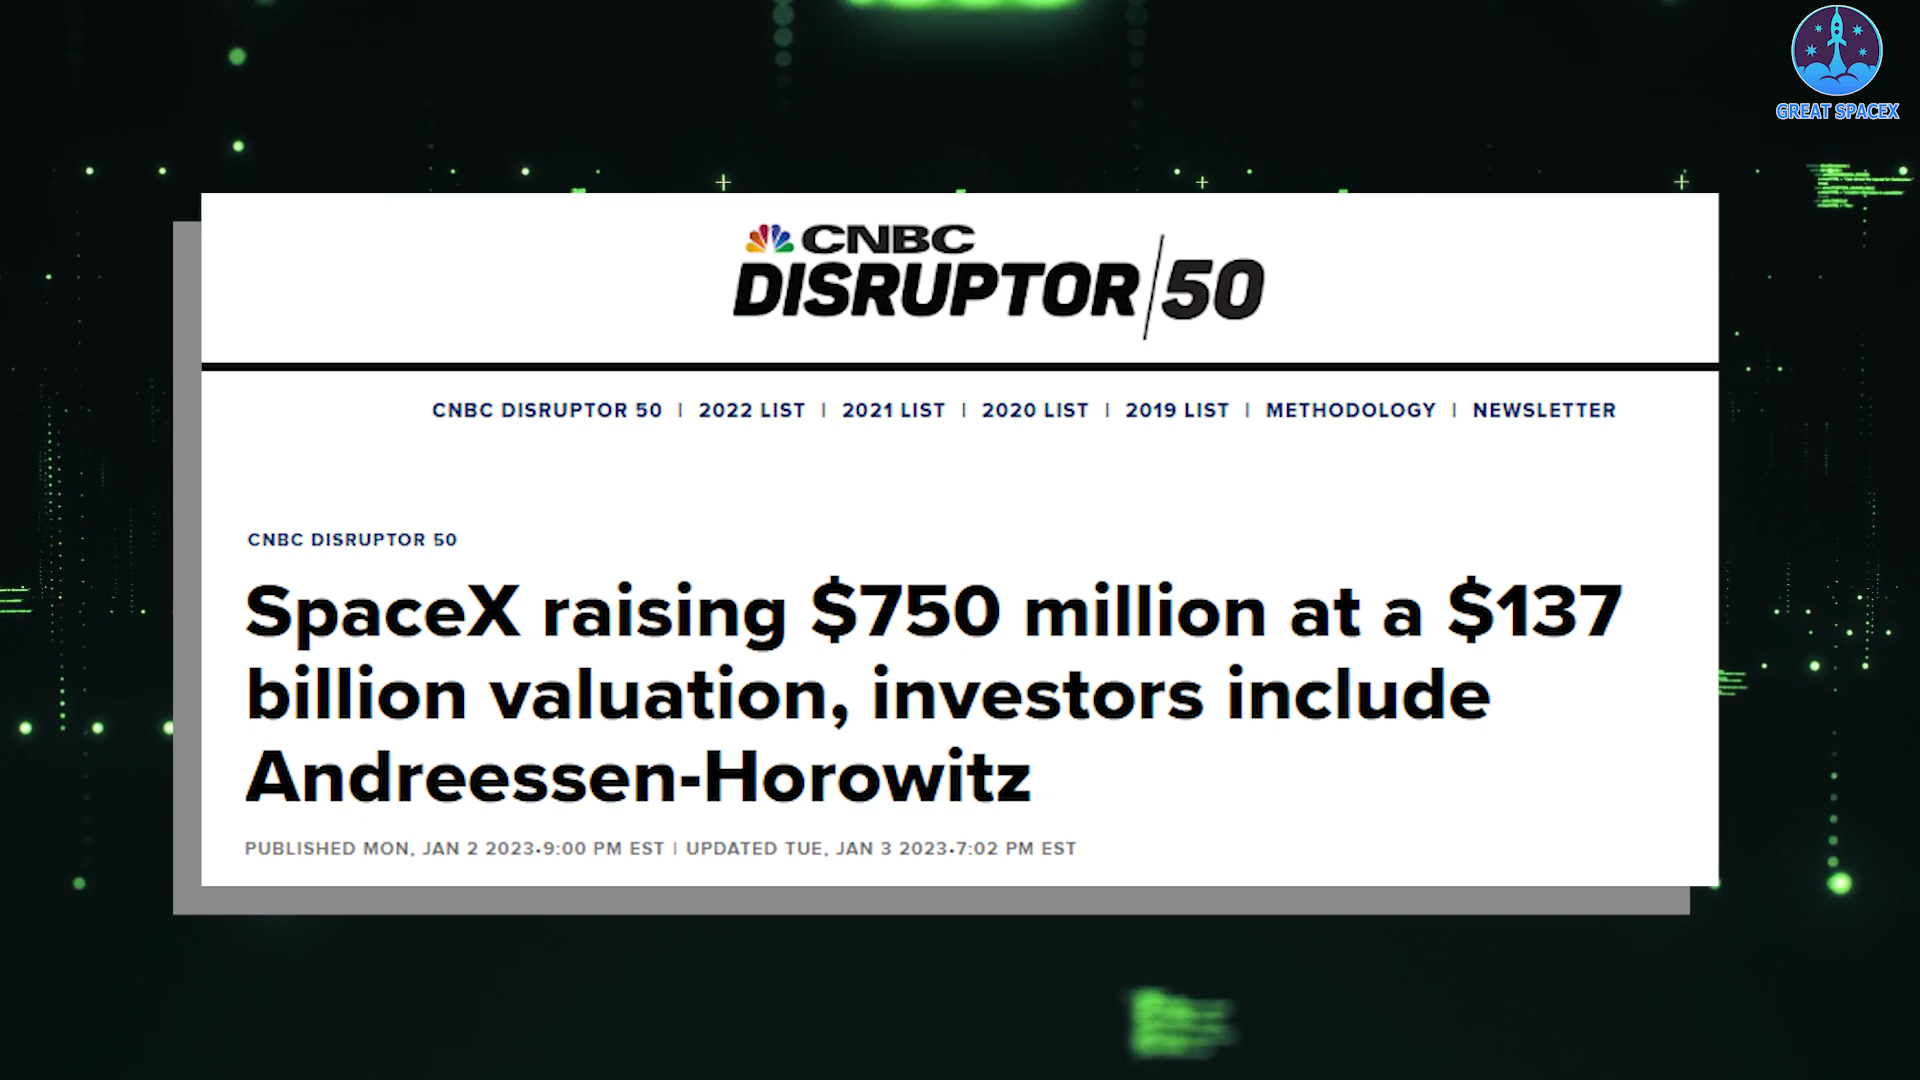 GREAT SPACEX
CNBC
DISRUPTOR/50
CNBC DISRUPTOR 50 | 2022 LIST | 2021 LIST | 2020 LIST | 2019 LIST | METHODOLOGY | NEWSLETTER
CNBC DISRUPTOR 50
SpaceX raising $750 million at a $137
billion valuation, investors include
Andreessen-Horowitz
PUBLISHED MON, JAN 2 2023•9:00 PM EST | UPDATED TUE, JAN 3 2023•7:02 PM EST